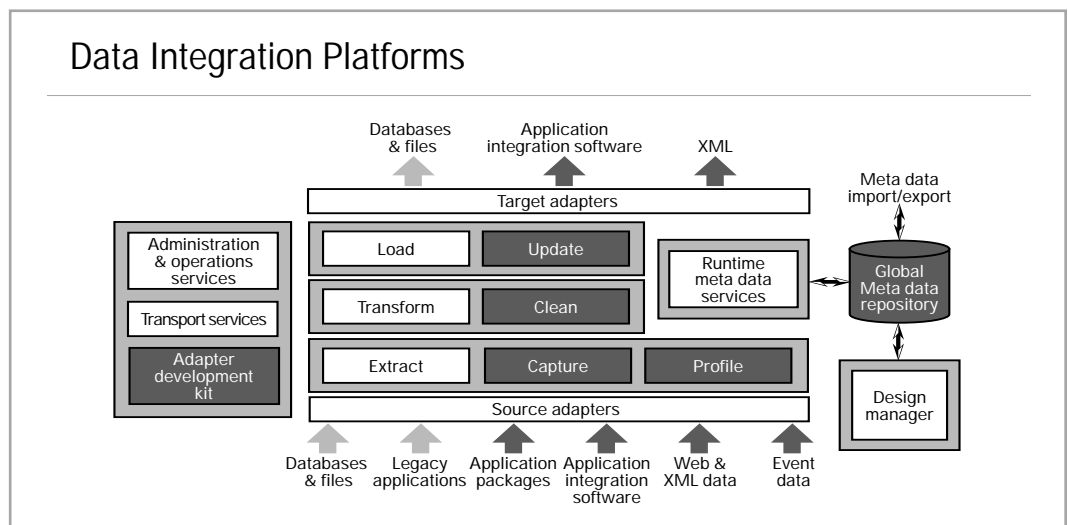 Data Integration Platforms
Databases
& files
Application
integration software
XML
Target adapters
Meta data
import/export
Administration
& operations
services
Transport services
Adapter
development
kit
Load
Update
Transform
Clean
Extract
Capture
Profile
Runtime
meta data
services
Global
Meta data
repository
Design
manager
Source adapters
Databases
& files
Legacy
applications
Application
packages
Application
integration
software
Web &
XML data
Event
data